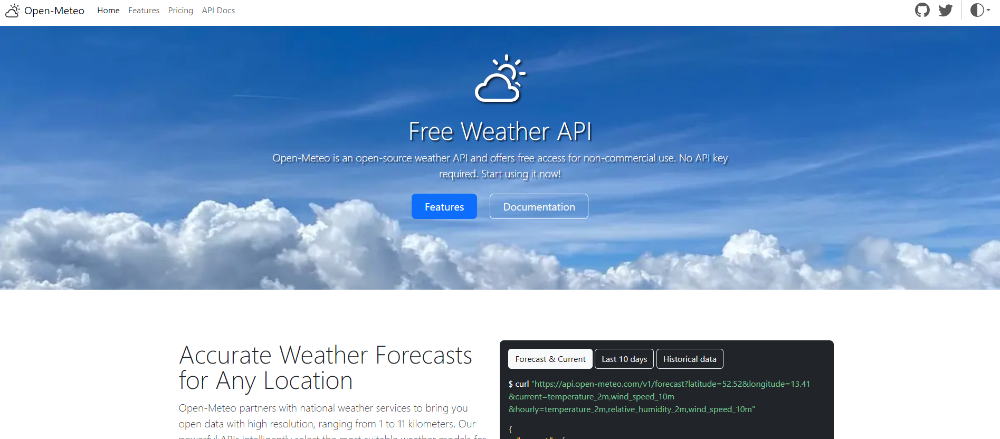 Open-Meteo Home Features Pricing API Docs
Free Weather API
Open-Meteo is an open-source weather API and offers free access for non-commercial use. No API key
required. Start using it now!
Features Documentation
Accurate Weather Forecasts
for Any Location
Open-Meteo partners with national weather services to bring you
open data with high resolution, ranging from 1 to 11 kilometers. Our
powerful APIs intelligently select the most suitable weather models for
Forecast & Current Last 10 days Historical data
$ curl "https://api.open-meteo.com/v1/forecast?latitude=52.52&longitude=13.41
&current=temperature_2m,wind_speed_10m
&hourly=temperature_2m,relative_humidity_2m,wind_speed_10m"
{